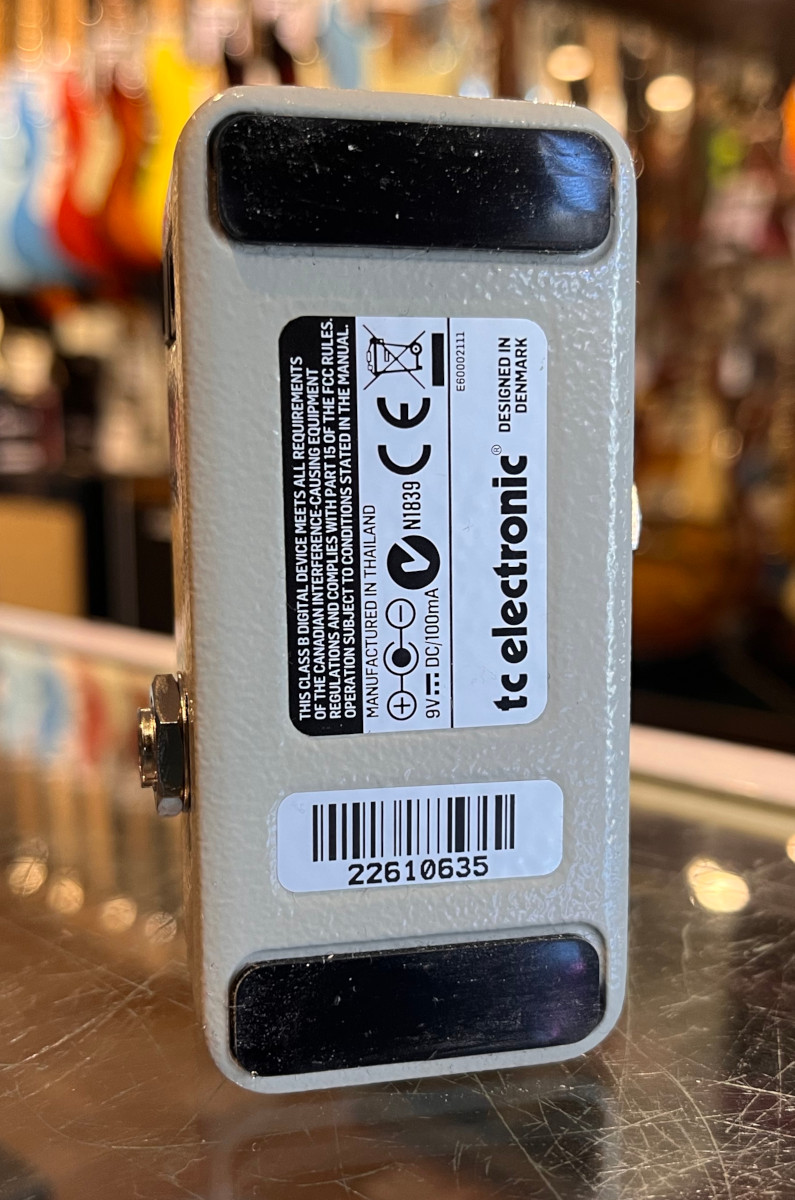 THIS CLASS B DIGITAL DEVICE MEETS ALL REQUIREMENTS
OF THE CANADIAN INTERFERENCE-CAUSING EQUIPMENT
REGULATIONS AND COMPLIES WITH PART 15 OF THE FCC RULES.
OPERATION SUBJECT TO CONDITIONS STATED IN THE MANUAL.
MANUFACTURED IN THAILAND
N1839 CE
9V DC/100mA
E60002111
tc electronic®
DESIGNED IN
DENMARK
22610635